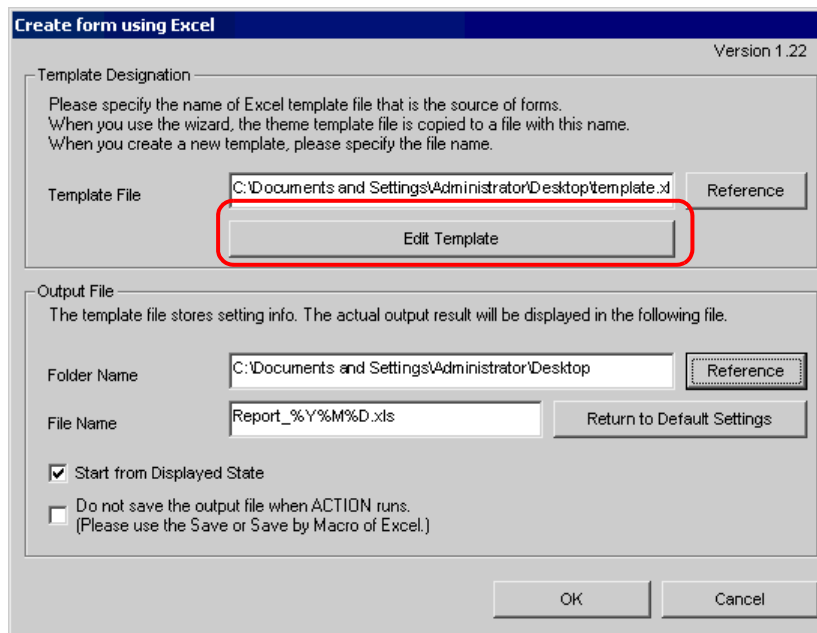 Create form using Excel
Version 1.22
Template Designation
Please specify the name of Excel template file that is the source of forms.
When you use the wizard, the theme template file is copied to a file with this name.
When you create a new template, please specify the file name.
Template File
C:\Documents and Settings\Administrator\Desktop\template.xl
Reference
Edit Template
Output File
The template file stores setting info. The actual output result will be displayed in the following file.
Folder Name
C:\Documents and Settings\Administrator\Desktop
Reference
File Name
Report_%Y%M%D.xls
Return to Default Settings
Start from Displayed State
Do not save the output file when ACTION runs.
(Please use the Save or Save by Macro of Excel.)
OK
Cancel